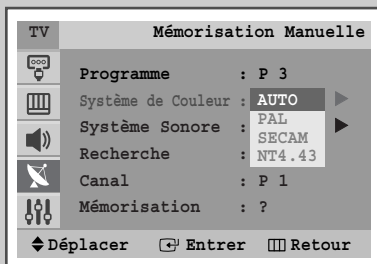 TV Mémorisation Manuelle
Programme : P 3
Système de Couleur : AUTO
PAL
Système Sonore :
SECAM
Recherche : NT4.43
Canal : P 1
Mémorisation : ?
Déplacer Entrer Retour